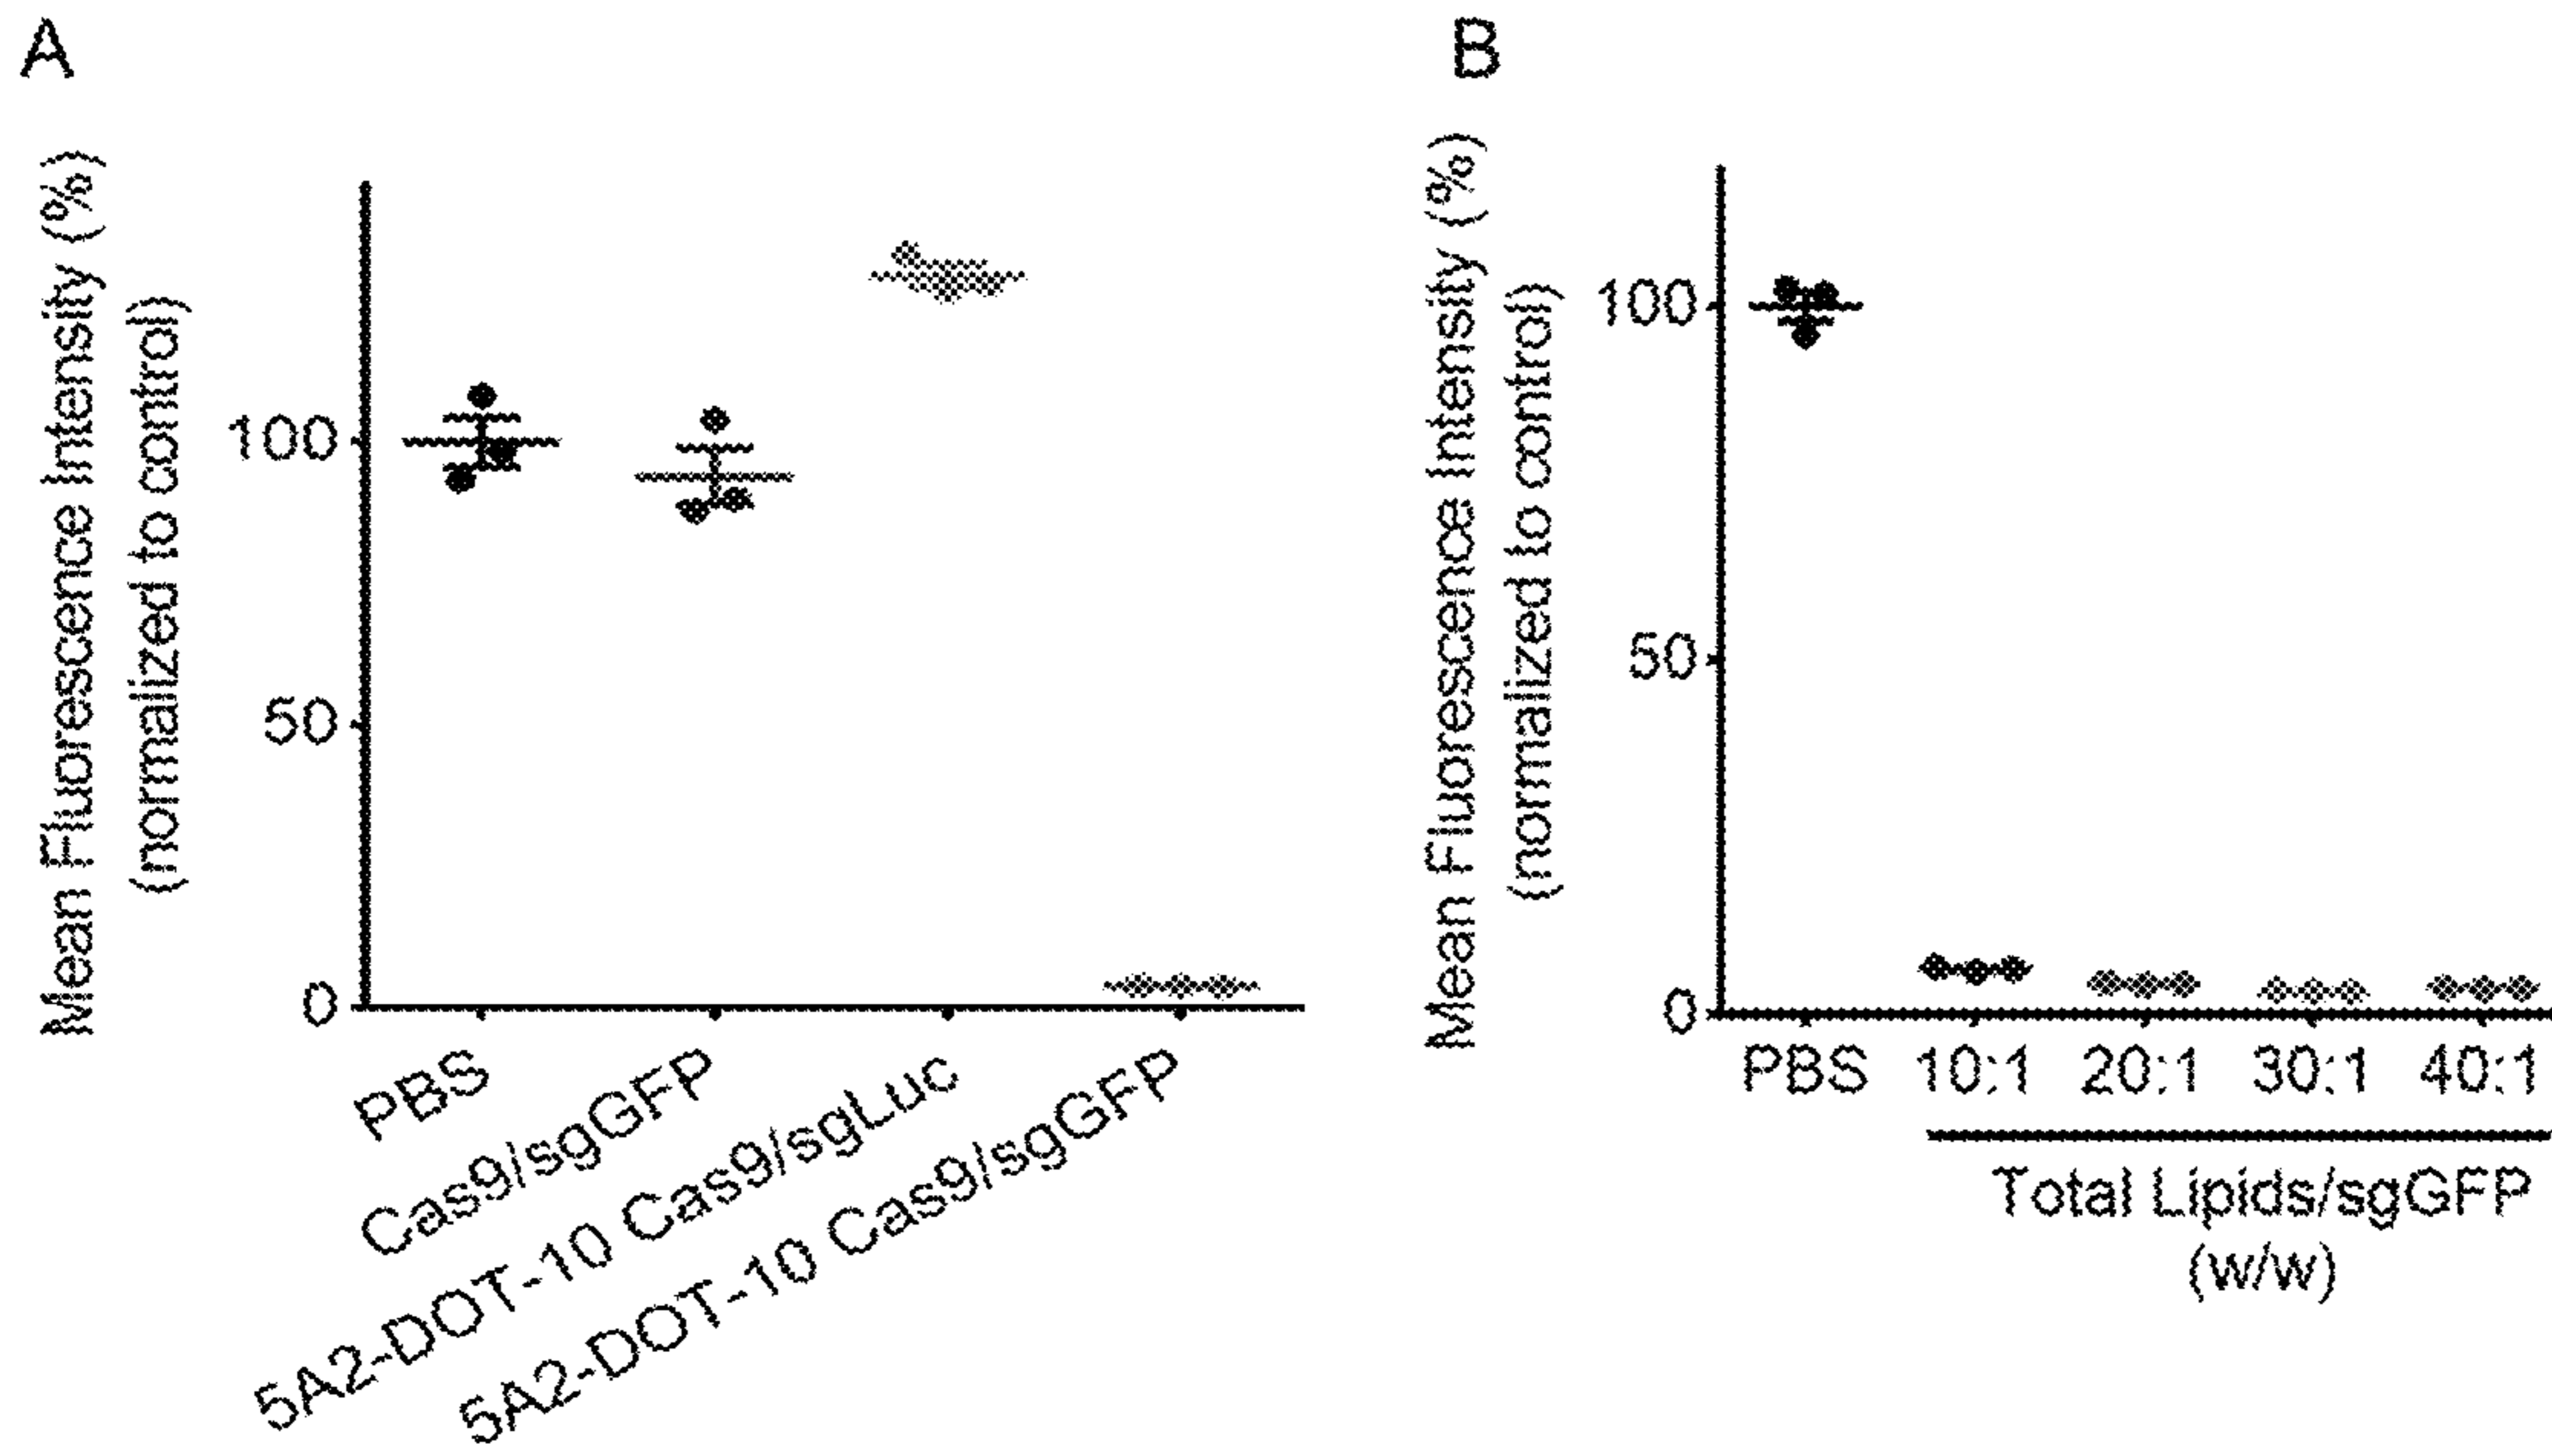 A
Mean Fluorescence Intensity (%)
(normalized to control)
100
50
0
PBS
Cas9/sgGFP
5A2-DOT-10 Cas9/sgLuc
5A2-DOT-10 Cas9/sgGFP
B
Mean Fluorescence Intensity (%)
(normalized to control)
100
50
0
PBS 10:1 20:1 30:1 40:1
Total Lipids/sgGFP
(w/w)